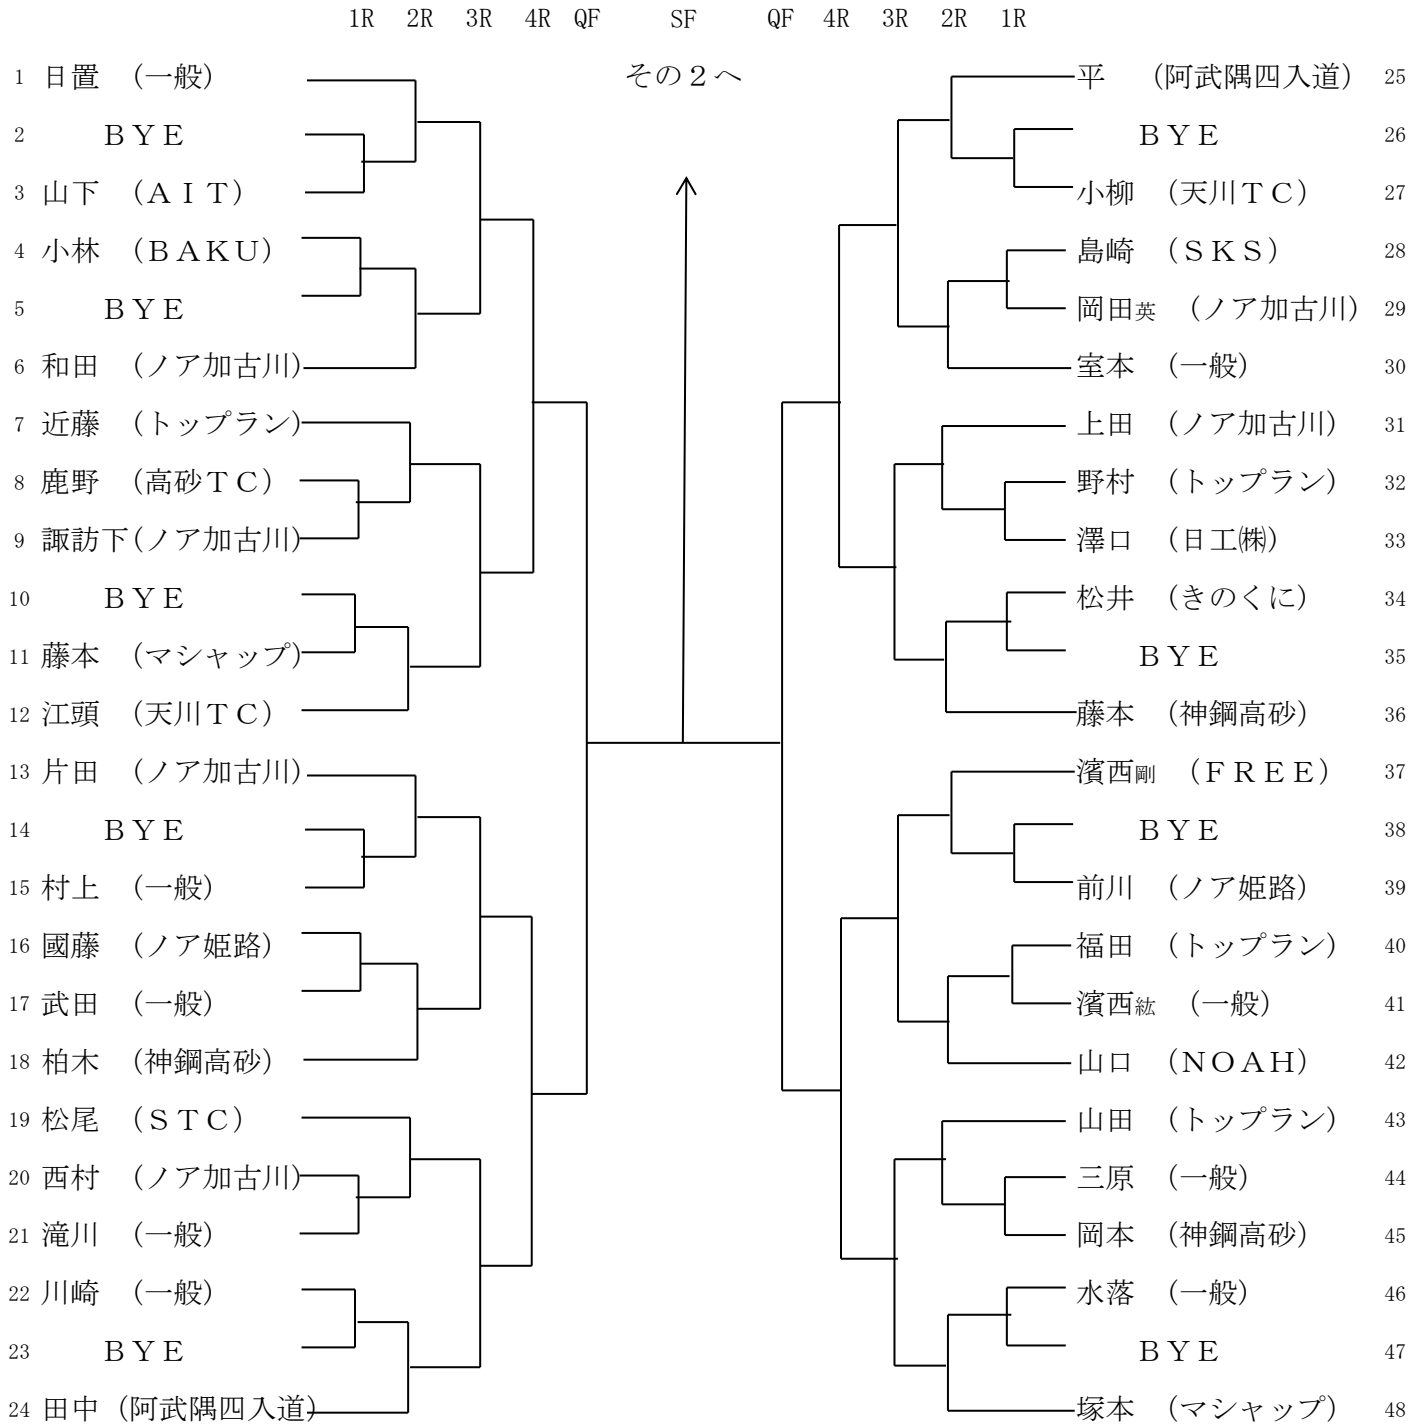 1R 2R 3R 4R QF SF QF 4R 3R 2R 1R
その２へ
1 日置 （一般）
2 ＢＹＥ
3 山下 （ＡＩＴ）
4 小林 （ＢＡＫＵ）
5 ＢＹＥ
6 和田 （ノア加古川）
7 近藤 （トップラン）
8 鹿野 （高砂ＴＣ）
9 諏訪下（ノア加古川）
10 ＢＹＥ
11 藤本 （マシャップ）
12 江頭 （天川ＴＣ）
13 片田 （ノア加古川）
14 ＢＹＥ
15 村上 （一般）
16 國藤 （ノア姫路）
17 武田 （一般）
18 柏木 （神鋼高砂）
19 松尾 （ＳＴＣ）
20 西村 （ノア加古川）
21 滝川 （一般）
22 川崎 （一般）
23 ＢＹＥ
24 田中 （阿武隅四入道）
平 （阿武隅四入道） 25
ＢＹＥ 26
小柳 （天川ＴＣ） 27
島崎 （ＳＫＳ） 28
岡田英 （ノア加古川） 29
室本 （一般） 30
上田 （ノア加古川） 31
野村 （トップラン） 32
澤口 （日工㈱） 33
松井 （きのくに） 34
ＢＹＥ 35
藤本 （神鋼高砂） 36
濱西剛 （ＦＲＥＥ） 37
ＢＹＥ 38
前川 （ノア姫路） 39
福田 （トップラン） 40
濱西紘 （一般） 41
山口 （ＮＯＡＨ） 42
山田 （トップラン） 43
三原 （一般） 44
岡本 （神鋼高砂） 45
水落 （一般） 46
ＢＹＥ 47
塚本 （マシャップ） 48